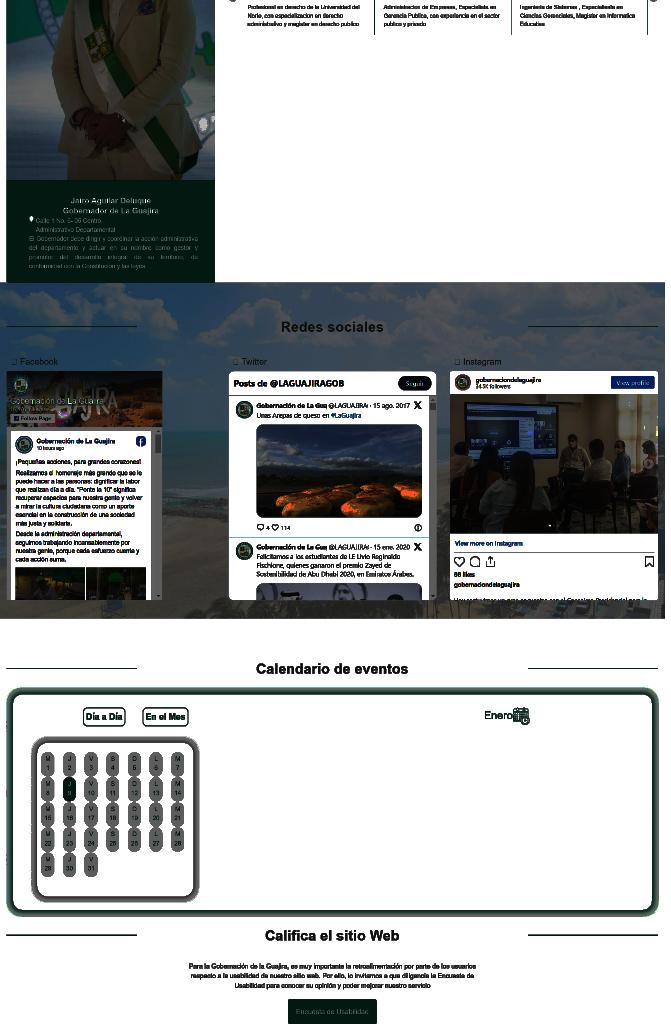 Profesional en derecho de la Universidad del
Norte, con especializacion en derecho
administrativo y magister en derecho publico
Administracion de Empresas, Especialista en
Gerencia Publica, con experiencia en el sector
publico y privado
Ingenieria de Sistemas , Especialista en
Ciencias Gerenciales, Magister en Informatica
Educativa
Jairo Aguilar Deluque
Gobernador de La Guajira
Calle 1 No. 6- 05 Centro.
Administrativo Departamental
El Gobernador debe dirigir y coordinar la acción administrativa
del departamento y actuar en su nombre como gestor y
promotor del desarrollo integral de su territorio, de
conformidad con la Constitución y las leyes
Redes sociales
Facebook
Gobernación de La Guajira
Follow Page
Gobernación de La Guajira
10 hours ago
¡Pequeñas acciones, para grandes corazones!
Realizamos el homenaje más grande que se le
puede hacer a las personas: dignificar la labor
que realizan día a día. "Ponte la 10" significa
recuperar espacios para nuestra gente y volver
a mirar la cultura ciudadana como un aporte
esencial en la construcción de una sociedad
más justa y solidaria.
Desde la administración departamental,
seguimos trabajando incansablemente por
nuestra gente, porque cada esfuerzo cuenta y
cada acción suma.
Twitter
Posts de @LAGUAJIRAGOB
Seguir
Gobernación de La Gua @LAGUAJIRA · 15 ago. 2017
Unas Arepas de queso en #LaGuajira
4 114
Gobernación de La Gua @LAGUAJIRA · 15 ene. 2020
Felicitamos a los estudiantes de I.E Livio Reginaldo
Fischione, quienes ganaron el premio Zayed de
Sostenibilidad de Abu Dhabi 2020, en Emiratos Árabes.
Instagram
gobernaciondelaguajira
followers
View profile
View more on Instagram
likes
gobernaciondelaguajira
Calendario de eventos
Día a Día
En el Mes
Enero
M J V S D L M
1 2 3 4 5 6 7
M J V S D L M
8 9 10 11 12 13 14
M J V S D L M
15 16 17 18 19 20 21
M J V S D L M
22 23 24 25 26 27 28
M J V
29 30 31
Califica el sitio Web
Para la Gobernación de la Guajira, es muy importante la retroalimentación por parte de los usuarios
respecto a la usabilidad de nuestro sitio web. Por ello, lo invitamos a que diligencia la Encuesta de
Usabilidad para conocer su opinión y poder mejorar nuestro servicio
Encuesta de Usabilidad